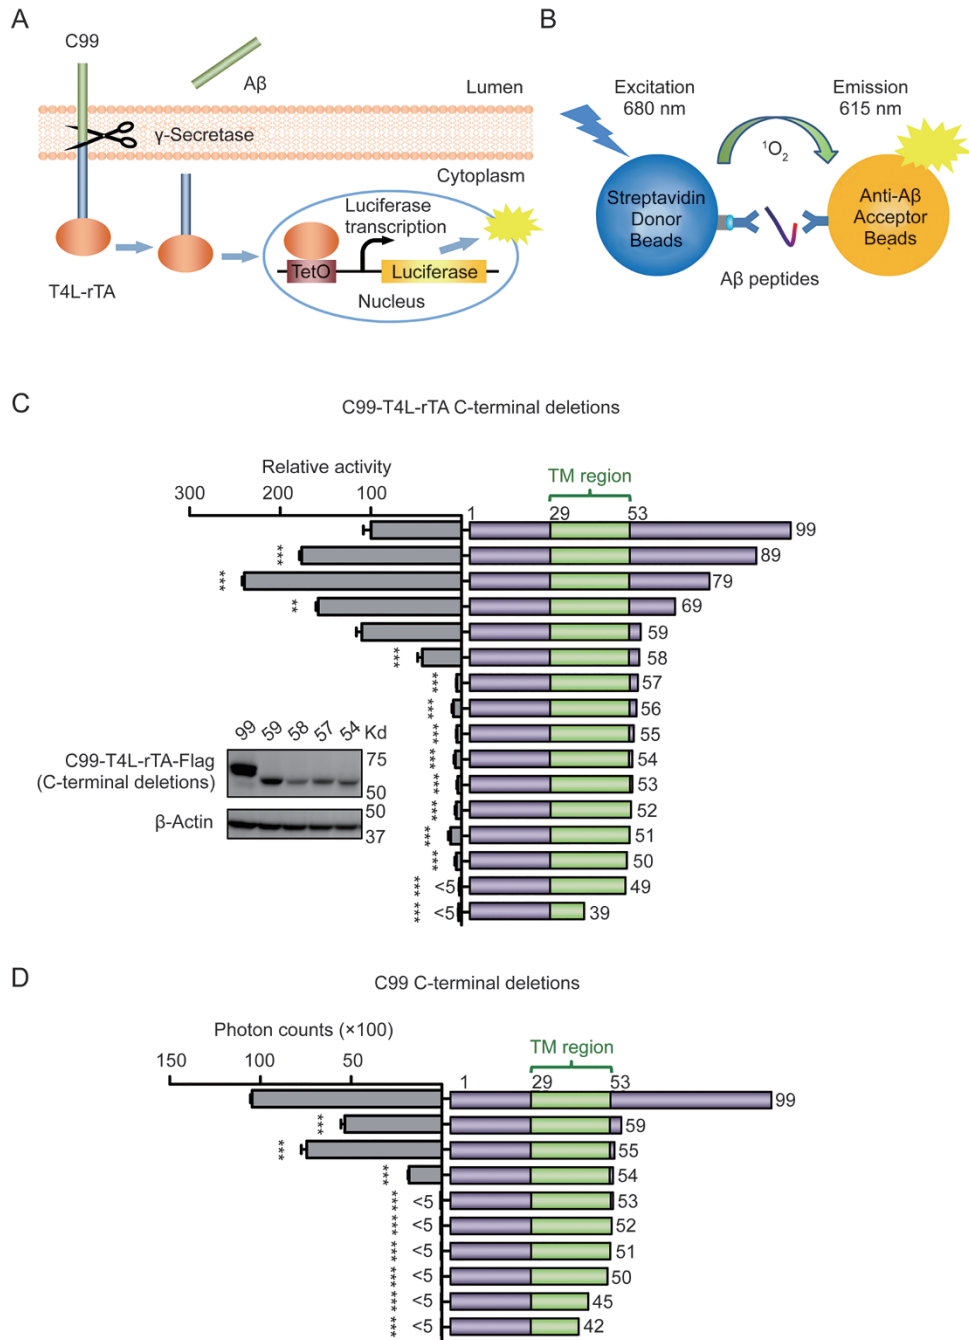 A
C99
Aβ
Lumen
γ-Secretase
Cytoplasm
Luciferase
transcription
TetO
Luciferase
T4L-rTA
Nucleus
B
Excitation
680 nm
Emission
615 nm
¹O₂
Streptavidin
Donor
Beads
Anti-Aβ
Acceptor
Beads
Aβ peptides
C
C99-T4L-rTA C-terminal deletions
Relative activity
TM region
300 200 100
1 29 53
99
*** 89
*** 79
** 69
59
*** 58
*** 57
*** 56
*** 55
*** 54
*** 53
*** 52
*** 51
*** 50
*** <5 49
*** <5 39
99 59 58 57 54 Kd
C99-T4L-rTA-Flag
(C-terminal deletions)
75
50
β-Actin
50
37
D
C99 C-terminal deletions
Photon counts (×100)
TM region
150 100 50
1 29 53
99
*** 59
*** 55
*** 54
*** <5 53
*** <5 52
*** <5 51
*** <5 50
*** <5 45
*** <5 42